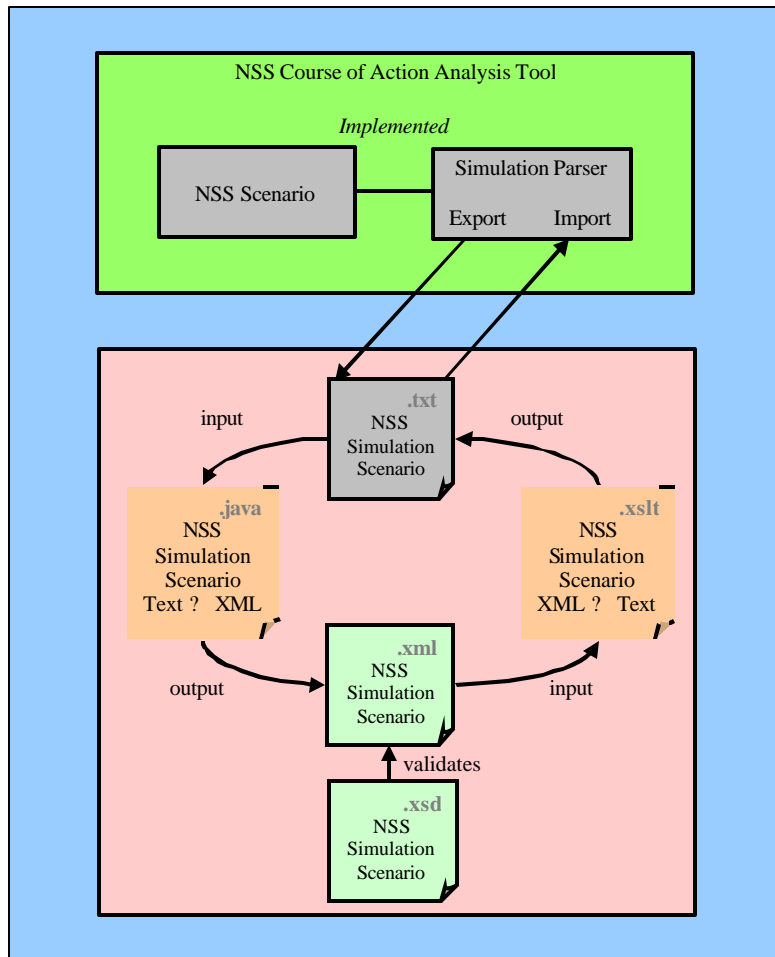 NSS Course of Action Analysis Tool
Implemented
NSS Scenario
Simulation Parser
Export Import
.txt
NSS
Simulation
Scenario
input
output
.java
NSS
Simulation
Scenario
Text ? XML
.xslt
NSS
Simulation
Scenario
XML ? Text
.xml
NSS
Simulation
Scenario
output
input
validates
.xsd
NSS
Simulation
Scenario